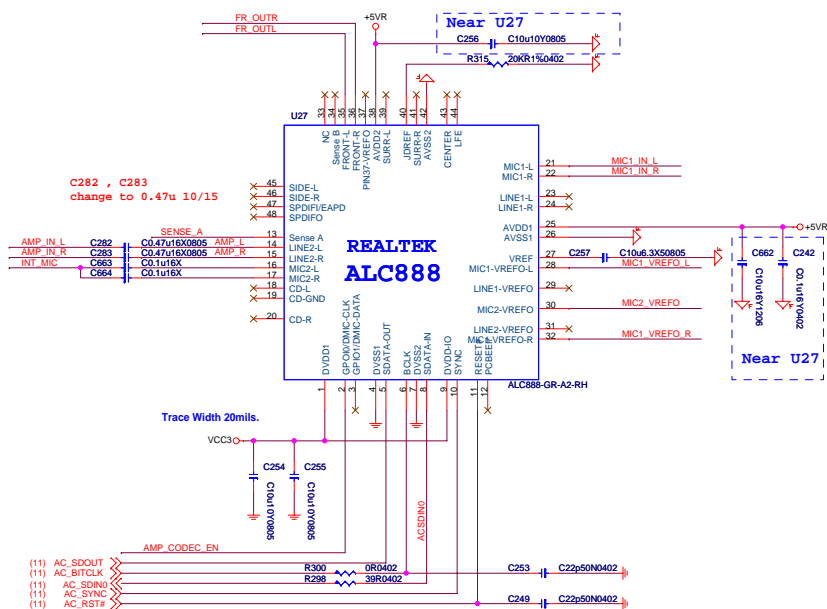 FR_OUTR
FR_OUTL
+5VR
Near U27
C256
C10u10Y0805
R315
20KR1%0402
U27
33
34
35
36
37
38
39
40
41
42
43
44
NC
Sense B
FRONT-L
FRONT-R
PIN37-VREFO
AVDD2
SURR-L
JDREF
SURR-R
AVSS2
CENTER
LFE
C282 , C283
change to 0.47u 10/15
45
SIDE-L
46
SIDE-R
47
SPDIFI/EAPD
48
SPDIFO
SENSE_A
13
Sense A
AMP_IN_L
C282
C0.47u16X0805
AMP_L
14
LINE2-L
AMP_IN_R
C283
C0.47u16X0805
AMP_R
15
LINE2-R
INT_MIC
C663
C0.1u16X
16
MIC2-L
C664
C0.1u16X
17
MIC2-R
18
CD-L
19
CD-GND
20
CD-R
REALTEK
ALC888
MIC1-L
21
MIC1_IN_L
MIC1-R
22
MIC1_IN_R
LINE1-L
23
LINE1-R
24
AVDD1
25
+5VR
AVSS1
26
VREF
27
C257
C10u6.3X50805
MIC1-VREFO-L
28
MIC1_VREFO_L
LINE1-VREFO
29
MIC2-VREFO
30
MIC2_VREFO
LINE2-VREFO
31
MIC1-VREFO-R
32
MIC1_VREFO_R
C662
C10u16Y1206
C242
C0.1u16Y0402
Near U27
DVDD1
GPIO0/DMIC-CLK
GPIO1/DMIC-DATA
DVSS1
SDATA-OUT
BCLK
DVSS2
SDATA-IN
DVDD-IO
SYNC
RESET#
PCBEEP
1
2
3
4
5
6
7
8
9
10
11
12
ALC888-GR-A2-RH
Trace Width 20mils.
VCC3
C254
C10u10Y0805
C255
C10u10Y0805
ACSDIN0
AMP_CODEC_EN
(11) AC_SDOUT
(11) AC_BITCLK
R300
0R0402
C253
C22p50N0402
(11) AC_SDIN0
R298
39R0402
(11) AC_SYNC
(11) AC_RST#
C249
C22p50N0402